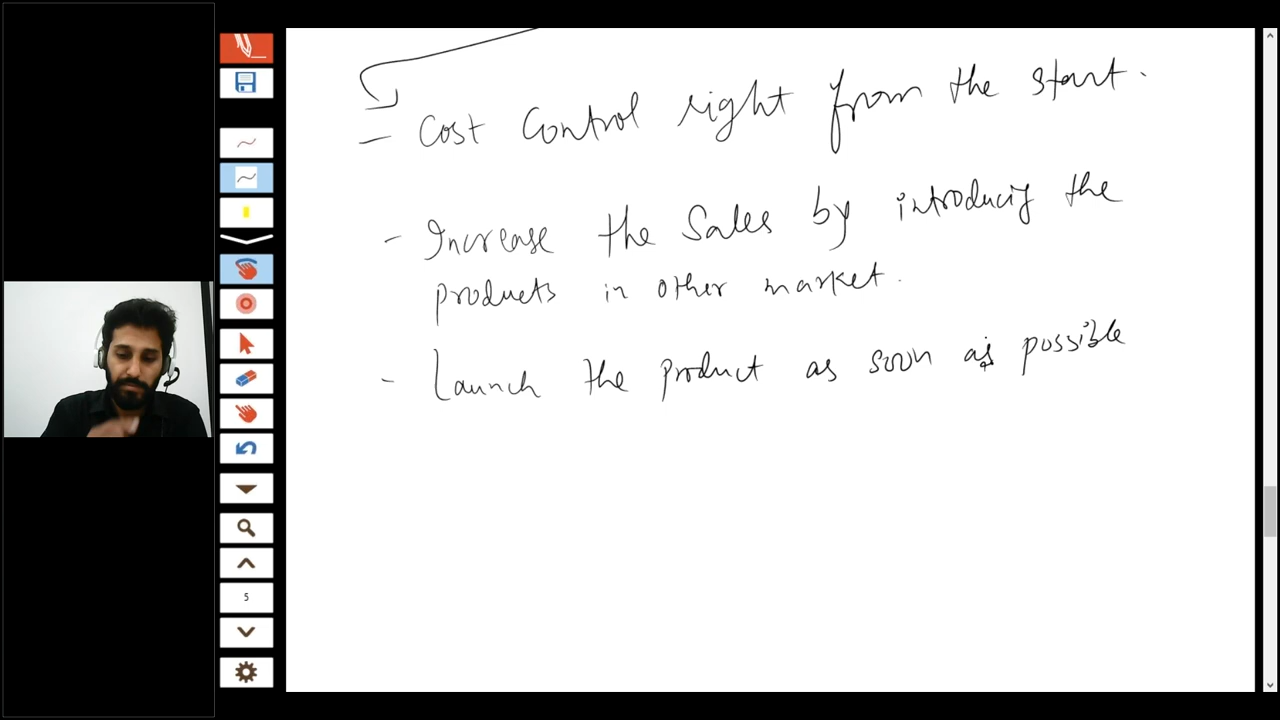 - Cost Control right from the start.
- Increase the Sales by introducing the
products in other market.
- Launch the product as soon as possible
5